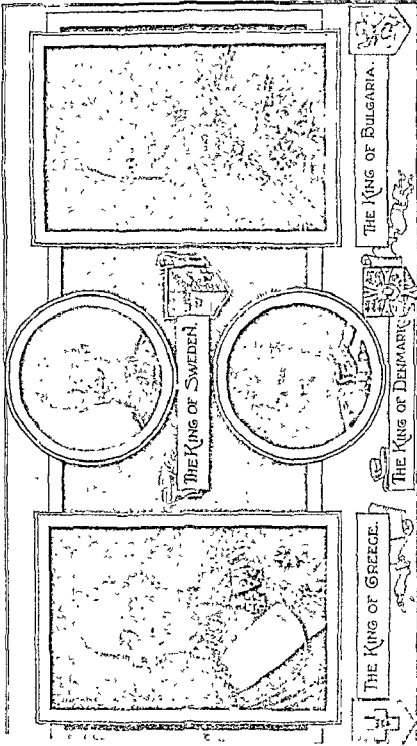 THE KING OF SWEDEN.
THE KING OF GREECE.
THE KING OF DENMARK
THE KING OF BULGARIA.